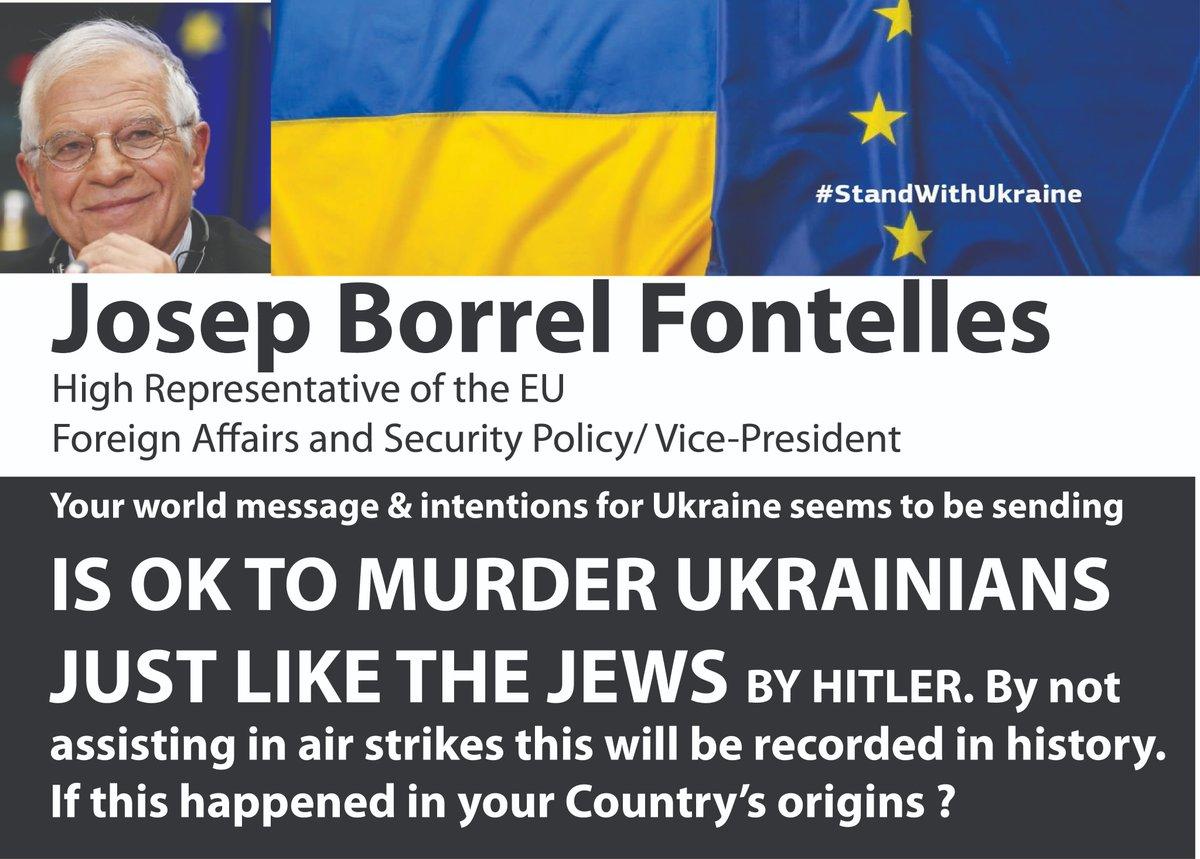 #StandWithUkraine
Josep Borrel Fontelles
High Representative of the EU
Foreign Affairs and Security Policy/ Vice-President
Your world message & intentions for Ukraine seems to be sending
IS OK TO MURDER UKRAINIANS
JUST LIKE THE JEWS BY HITLER. By not
assisting in air strikes this will be recorded in history.
If this happened in your Country’s origins ?